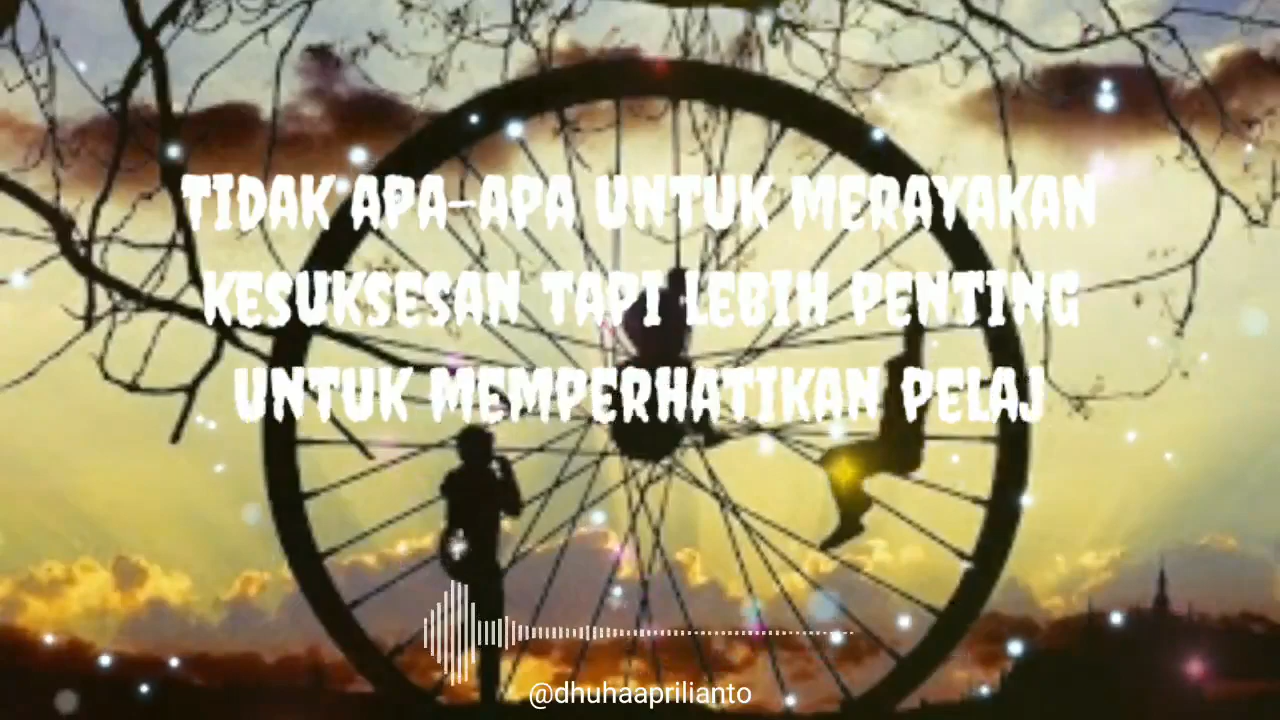 TIDAK APA-APA UNTUK MERAYAKAN
KESUKSESAN TAPI LEBIH PENTING
UNTUK MEMPERHATIKAN PELAJ
@dhuhaaprilianto